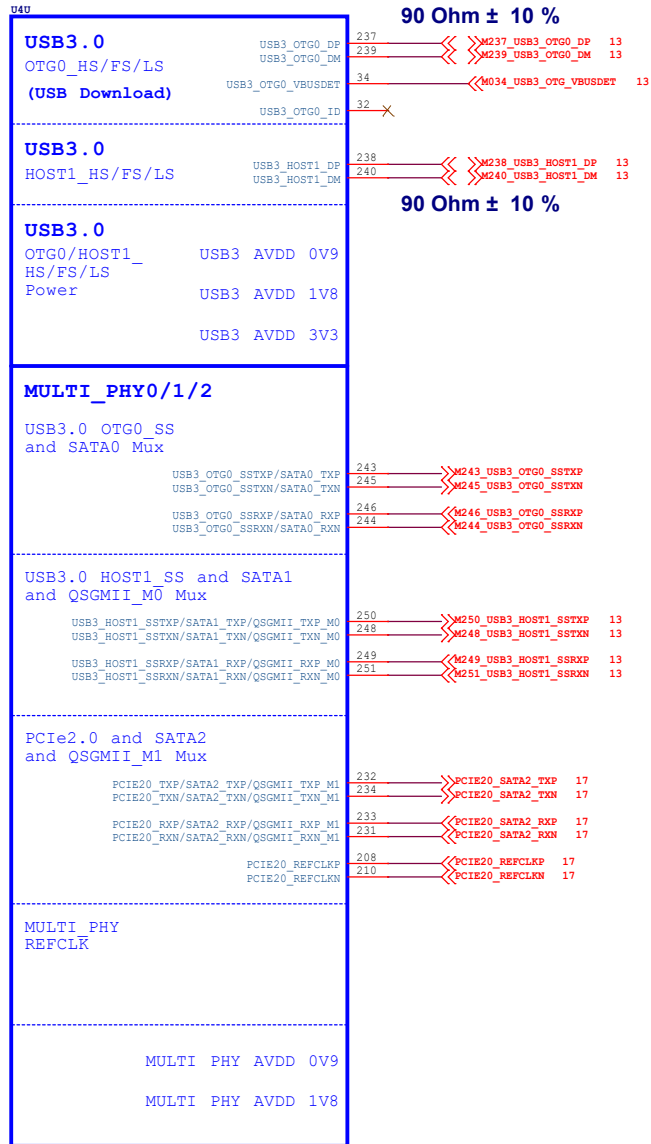 U4U
90 Ohm ± 10 %
USB3.0
OTG0_HS/FS/LS
(USB Download)
USB3_OTG0_DP 237 M237_USB3_OTG0_DP 13
USB3_OTG0_DM 239 M239_USB3_OTG0_DM 13
USB3_OTG0_VBUSDET 34 M034_USB3_OTG_VBUSDET 13
USB3_OTG0_ID 32
USB3.0
HOST1_HS/FS/LS
USB3_HOST1_DP 238 M238_USB3_HOST1_DP 13
USB3_HOST1_DM 240 M240_USB3_HOST1_DM 13
90 Ohm ± 10 %
USB3.0
OTG0/HOST1_
HS/FS/LS
Power
USB3 AVDD 0V9
USB3 AVDD 1V8
USB3 AVDD 3V3
MULTI_PHY0/1/2
USB3.0 OTG0_SS
and SATA0 Mux
USB3_OTG0_SSTXP/SATA0_TXP 243 M243_USB3_OTG0_SSTXP
USB3_OTG0_SSTXN/SATA0_TXN 245 M245_USB3_OTG0_SSTXN
USB3_OTG0_SSRXP/SATA0_RXP 246 M246_USB3_OTG0_SSRXP
USB3_OTG0_SSRXN/SATA0_RXN 244 M244_USB3_OTG0_SSRXN
USB3.0 HOST1_SS and SATA1
and QSGMII_M0 Mux
USB3_HOST1_SSTXP/SATA1_TXP/QSGMII_TXP_M0 250 M250_USB3_HOST1_SSTXP 13
USB3_HOST1_SSTXN/SATA1_TXN/QSGMII_TXN_M0 248 M248_USB3_HOST1_SSTXN 13
USB3_HOST1_SSRXP/SATA1_RXP/QSGMII_RXP_M0 249 M249_USB3_HOST1_SSRXP 13
USB3_HOST1_SSRXN/SATA1_RXN/QSGMII_RXN_M0 251 M251_USB3_HOST1_SSRXN 13
PCIe2.0 and SATA2
and QSGMII_M1 Mux
PCIE20_TXP/SATA2_TXP/QSGMII_TXP_M1 232 PCIE20_SATA2_TXP 17
PCIE20_TXN/SATA2_TXN/QSGMII_TXN_M1 234 PCIE20_SATA2_TXN 17
PCIE20_RXP/SATA2_RXP/QSGMII_RXP_M1 233 PCIE20_SATA2_RXP 17
PCIE20_RXN/SATA2_RXN/QSGMII_RXN_M1 231 PCIE20_SATA2_RXN 17
PCIE20_REFCLKP 208 PCIE20_REFCLKP 17
PCIE20_REFCLKN 210 PCIE20_REFCLKN 17
MULTI_PHY
REFCLK
MULTI PHY AVDD 0V9
MULTI PHY AVDD 1V8